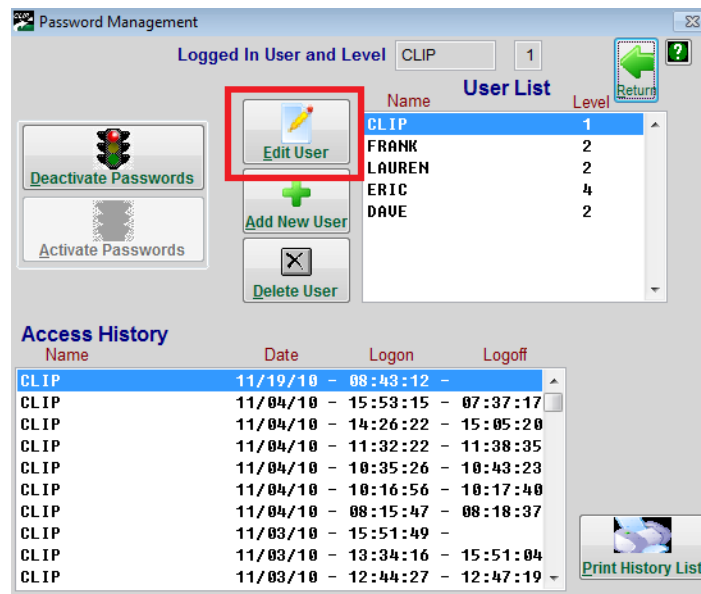 CLIP Password Management
Logged In User and Level CLIP 1
Return
?
User List
Name Level
CLIP 1
FRANK 2
LAUREN 2
ERIC 4
DAVE 2
Edit User
Deactivate Passwords
Add New User
Activate Passwords
Delete User
Access History
Name Date Logon Logoff
CLIP 11/19/10 - 08:43:12 -
CLIP 11/04/10 - 15:53:15 - 07:37:17
CLIP 11/04/10 - 14:26:22 - 15:05:20
CLIP 11/04/10 - 11:32:22 - 11:38:35
CLIP 11/04/10 - 10:35:26 - 10:43:23
CLIP 11/04/10 - 10:16:56 - 10:17:40
CLIP 11/04/10 - 08:15:47 - 08:18:37
CLIP 11/03/10 - 15:51:49 -
CLIP 11/03/10 - 13:34:16 - 15:51:04
CLIP 11/03/10 - 12:44:27 - 12:47:19
Print History List